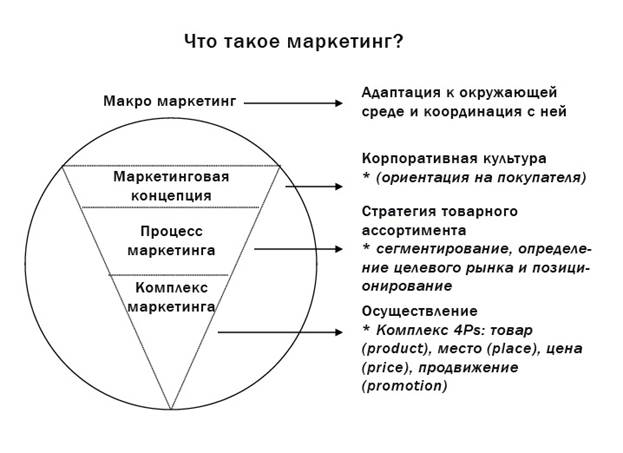 Что такое маркетинг?
Макро маркетинг
Адаптация к окружающей
среде и координация с ней
Маркетинговая
концепция
Корпоративная культура
* (ориентация на покупателя)
Процесс
маркетинга
Стратегия товарного
ассортимента
* сегментирование, определе-
ние целевого рынка и позици-
онирование
Комплекс
маркетинга
Осуществление
* Комплекс 4Ps: товар
(product), место (place), цена
(price), продвижение
(promotion)